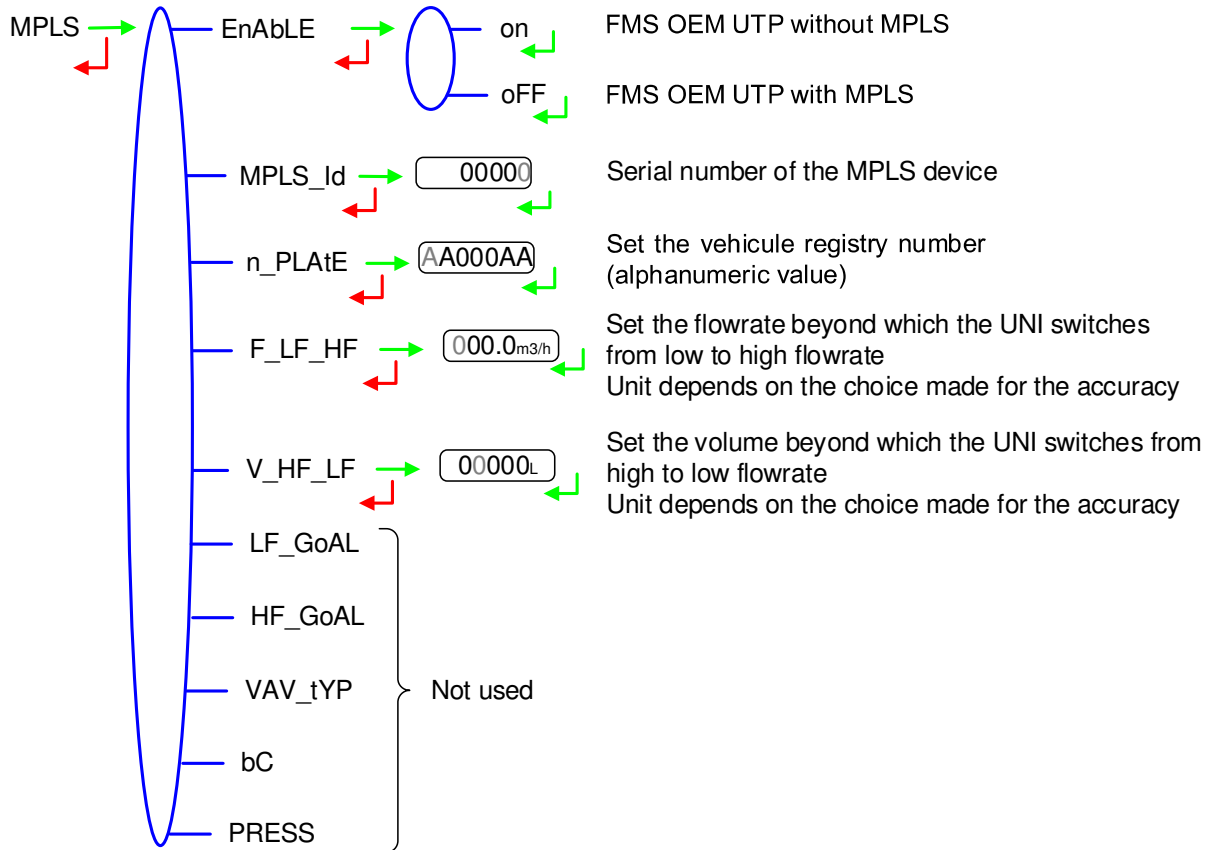 MPLS
EnAbLE
on
FMS OEM UTP without MPLS
oFF
FMS OEM UTP with MPLS
MPLS_Id
00000
Serial number of the MPLS device
n_PLAtE
AA000AA
Set the vehicule registry number
(alphanumeric value)
F_LF_HF
000.0m3/h
Set the flowrate beyond which the UNI switches
from low to high flowrate
Unit depends on the choice made for the accuracy
V_HF_LF
00000L
Set the volume beyond which the UNI switches from
high to low flowrate
Unit depends on the choice made for the accuracy
LF_GoAL
HF_GoAL
VAV_tYP
Not used
bC
PRESS